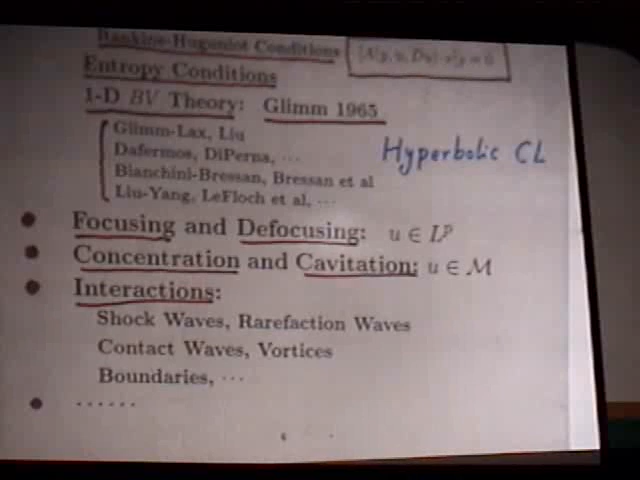 Rankine-Hugoniot Conditions
Entropy Conditions
1-D BV Theory: Glimm 1965
Glimm-Lax, Liu
Dafermos, DiPerna, ···
Bianchini-Bressan, Bressan et al
Liu-Yang, LeFloch et al, ···
Hyperbolic CL
● Focusing and Defocusing: u ∈ L^p
● Concentration and Cavitation: u ∈ M
● Interactions:
Shock Waves, Rarefaction Waves
Contact Waves, Vortices
Boundaries, ···
● ······